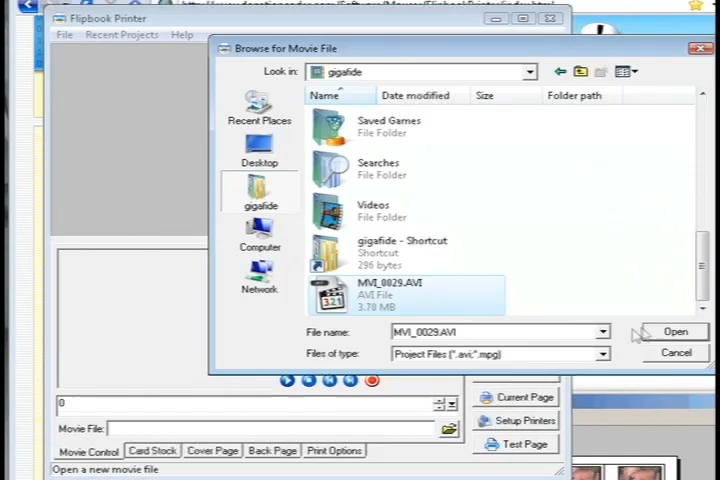 Flipbook Printer
File Recent Projects Help
Browse for Movie File
Look in: gigafide
Name Date modified Size Folder path
Recent Places
Desktop
gigafide
Computer
Network
Saved Games
File Folder
Searches
File Folder
Videos
File Folder
gigafide - Shortcut
Shortcut
296 bytes
MVI_0029.AVI
AVI File
3.70 MB
File name: MVI_0029.AVI Open
Files of type: Project Files (*.avi;*.mpg) Cancel
0
Movie File:
Current Page
Setup Printers
Test Page
Movie Control Card Stock Cover Page Back Page Print Options
Open a new movie file